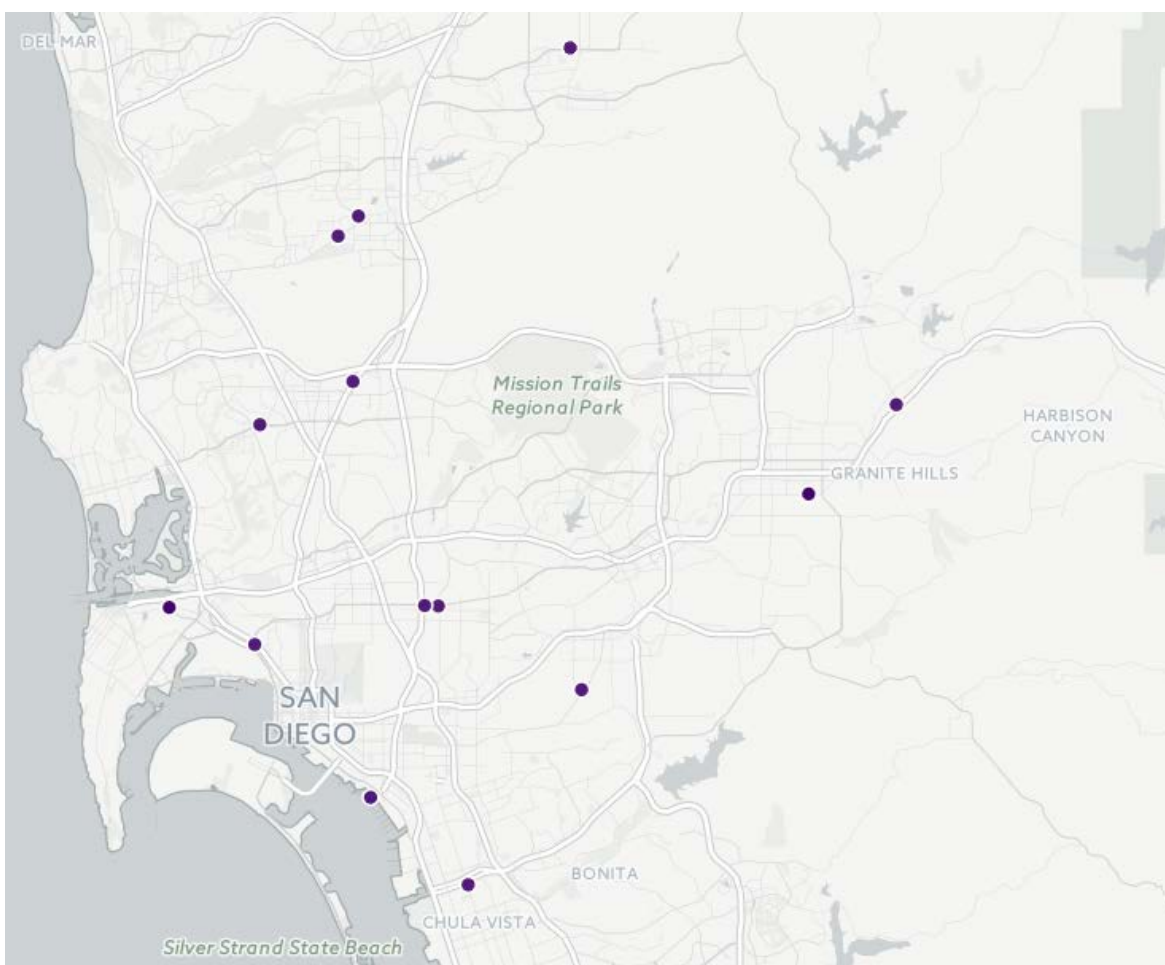 DEL MAR
Mission Trails
Regional Park
HARBISON
CANYON
GRANITE HILLS
SAN
DIEGO
BONITA
CHULA VISTA
Silver Strand State Beach